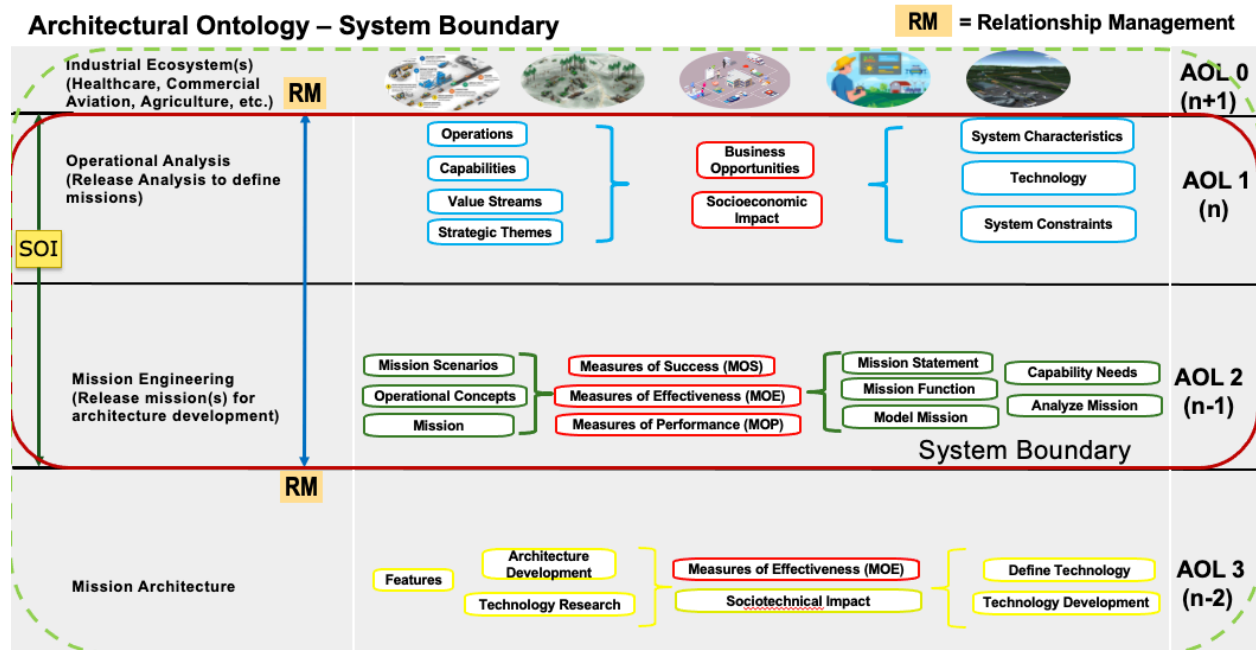 Architectural Ontology – System Boundary
RM = Relationship Management
Industrial Ecosystem(s)
(Healthcare, Commercial
Aviation, Agriculture, etc.)
RM
AOL 0
(n+1)
Operational Analysis
(Release Analysis to define
missions)
Operations
Capabilities
Value Streams
Strategic Themes
Business
Opportunities
Socioeconomic
Impact
System Characteristics
Technology
System Constraints
AOL 1
(n)
SOI
Mission Engineering
(Release mission(s) for
architecture development)
Mission Scenarios
Operational Concepts
Mission
Measures of Success (MOS)
Measures of Effectiveness (MOE)
Measures of Performance (MOP)
Mission Statement
Mission Function
Model Mission
Capability Needs
Analyze Mission
System Boundary
AOL 2
(n-1)
RM
Mission Architecture
Features
Architecture
Development
Technology Research
Measures of Effectiveness (MOE)
Sociotechnical Impact
Define Technology
Technology Development
AOL 3
(n-2)